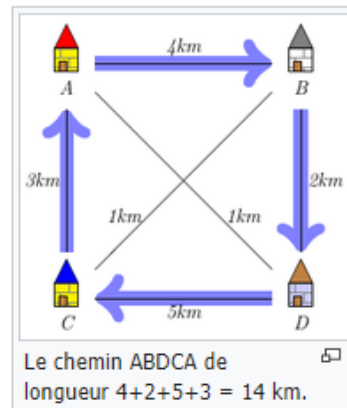 4km
A
B
3km
2km
1km
1km
C
5km
D
Le chemin ABDCA de
longueur 4+2+5+3 = 14 km.